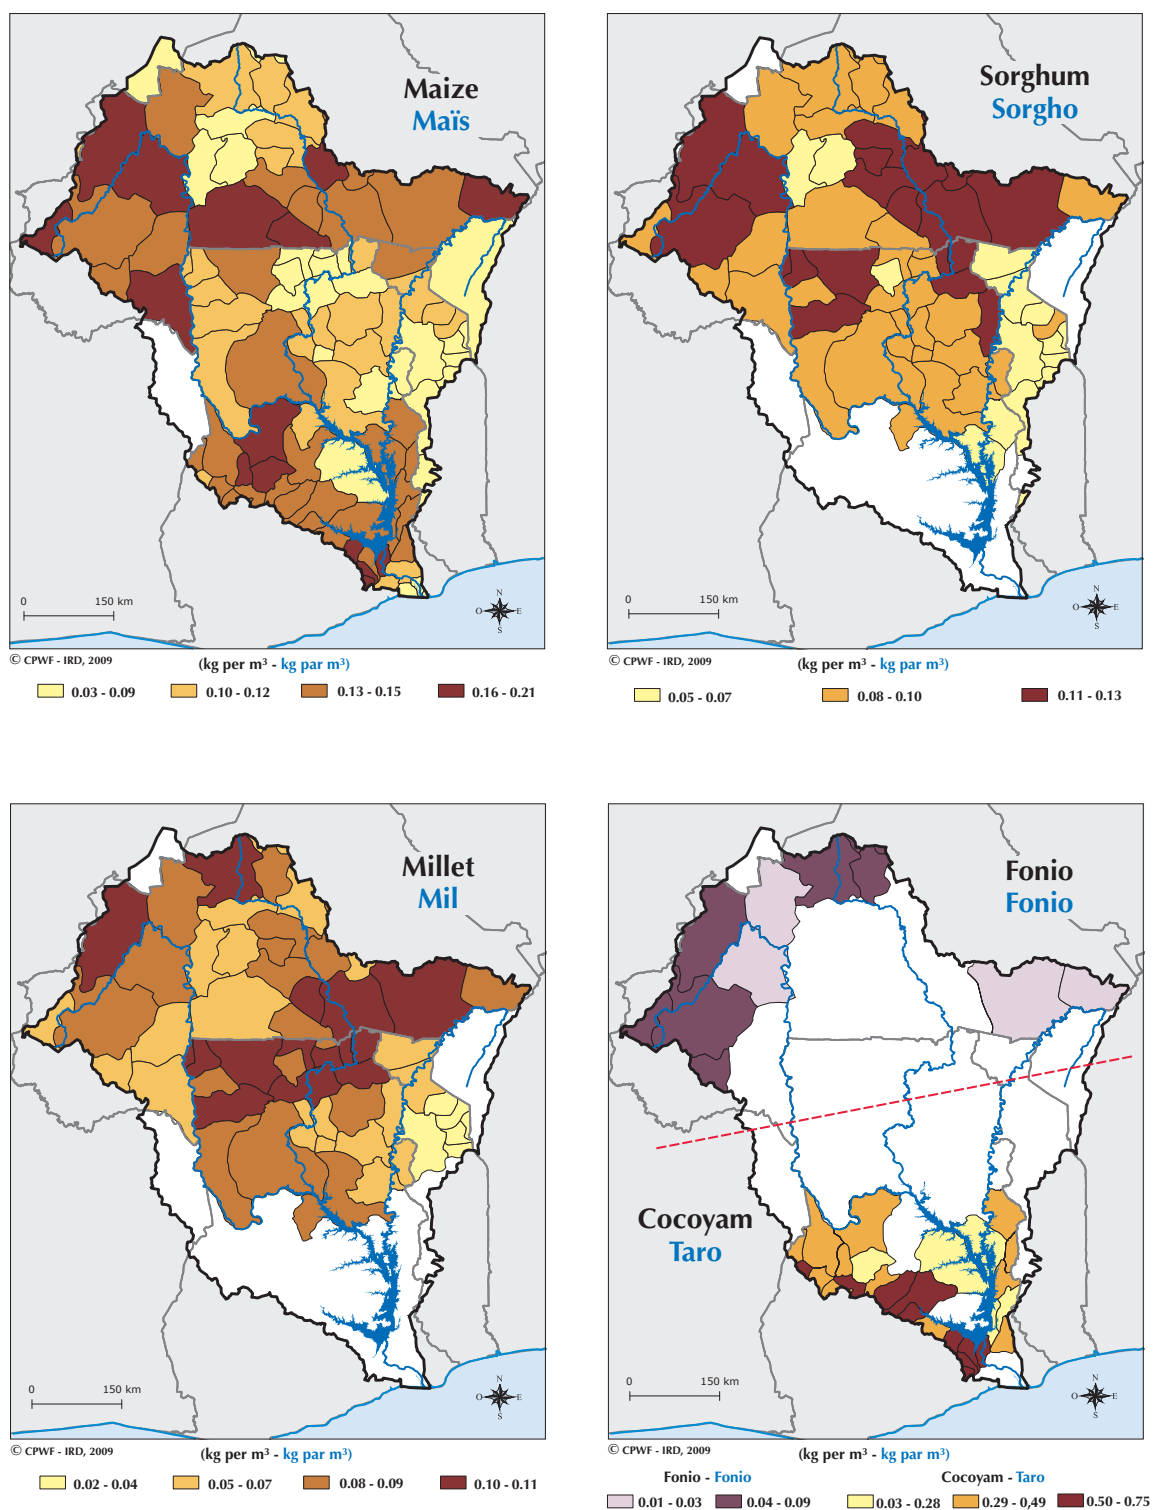 Maize
Maïs
N
O E
S
0 150 km
© CPWF - IRD, 2009
(kg per m³ - kg par m³)
0.03 - 0.09 0.10 - 0.12 0.13 - 0.15 0.16 - 0.21
Sorghum
Sorgho
N
O E
S
0 150 km
© CPWF - IRD, 2009
(kg per m³ - kg par m³)
0.05 - 0.07 0.08 - 0.10 0.11 - 0.13
Millet
Mil
N
O E
S
0 150 km
© CPWF - IRD, 2009
(kg per m³ - kg par m³)
0.02 - 0.04 0.05 - 0.07 0.08 - 0.09 0.10 - 0.11
Fonio
Fonio
Cocoyam
Taro
N
O E
S
0 150 km
© CPWF - IRD, 2009
(kg per m³ - kg par m³)
Fonio - Fonio Cocoyam - Taro
0.01 - 0.03 0.04 - 0.09 0.03 - 0.28 0.29 - 0,49 0.50 - 0.75